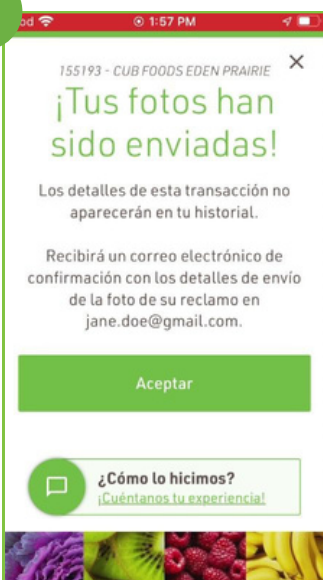 od 1:57 PM
155193 - CUB FOODS EDEN PRAIRIE
¡Tus fotos han
sido enviadas!
Los detalles de esta transacción no
aparecerán en tu historial.
Recibirá un correo electrónico de
confirmación con los detalles de envío
de la foto de su reclamo en
jane.doe@gmail.com.
Aceptar
¿Cómo lo hicimos?
¡Cuéntanos tu experiencia!